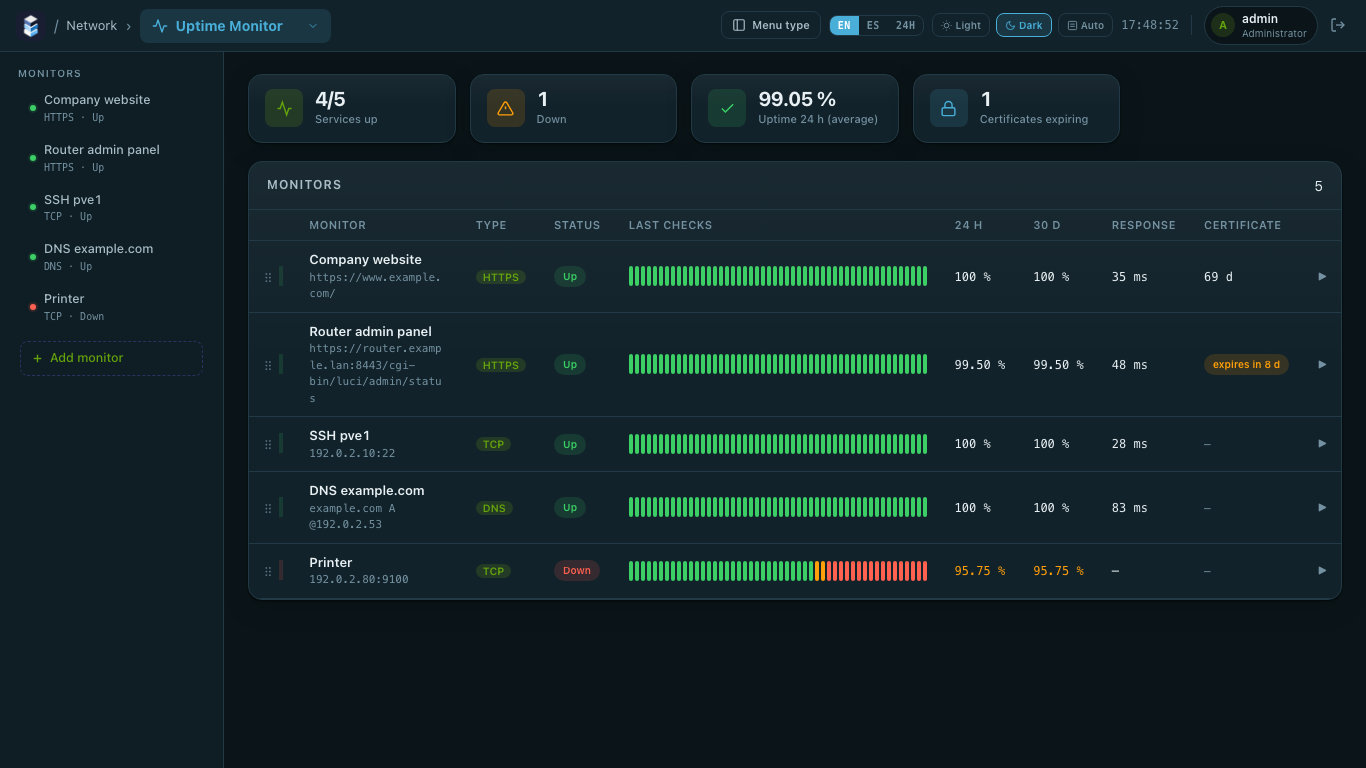 / Network › Uptime Monitor
Menu type
EN ES 24H
Light
Dark
Auto
17:48:52
A
admin
Administrator
MONITORS
Company website
HTTPS · Up
Router admin panel
HTTPS · Up
SSH pve1
TCP · Up
DNS example.com
DNS · Up
Printer
TCP · Down
+ Add monitor
4/5
Services up
1
Down
99.05 %
Uptime 24 h (average)
1
Certificates expiring
MONITORS 5
MONITOR TYPE STATUS LAST CHECKS 24 H 30 D RESPONSE CERTIFICATE
Company website
https://www.example.
com/
HTTPS Up 100 % 100 % 35 ms 69 d
Router admin panel
https://router.examp
le.lan:8443/cgi-
bin/luci/admin/statu
s
HTTPS Up 99.50 % 99.50 % 48 ms expires in 8 d
SSH pve1
192.0.2.10:22
TCP Up 100 % 100 % 28 ms —
DNS example.com
example.com A
@192.0.2.53
DNS Up 100 % 100 % 83 ms —
Printer
192.0.2.80:9100
TCP Down 95.75 % 95.75 % — —